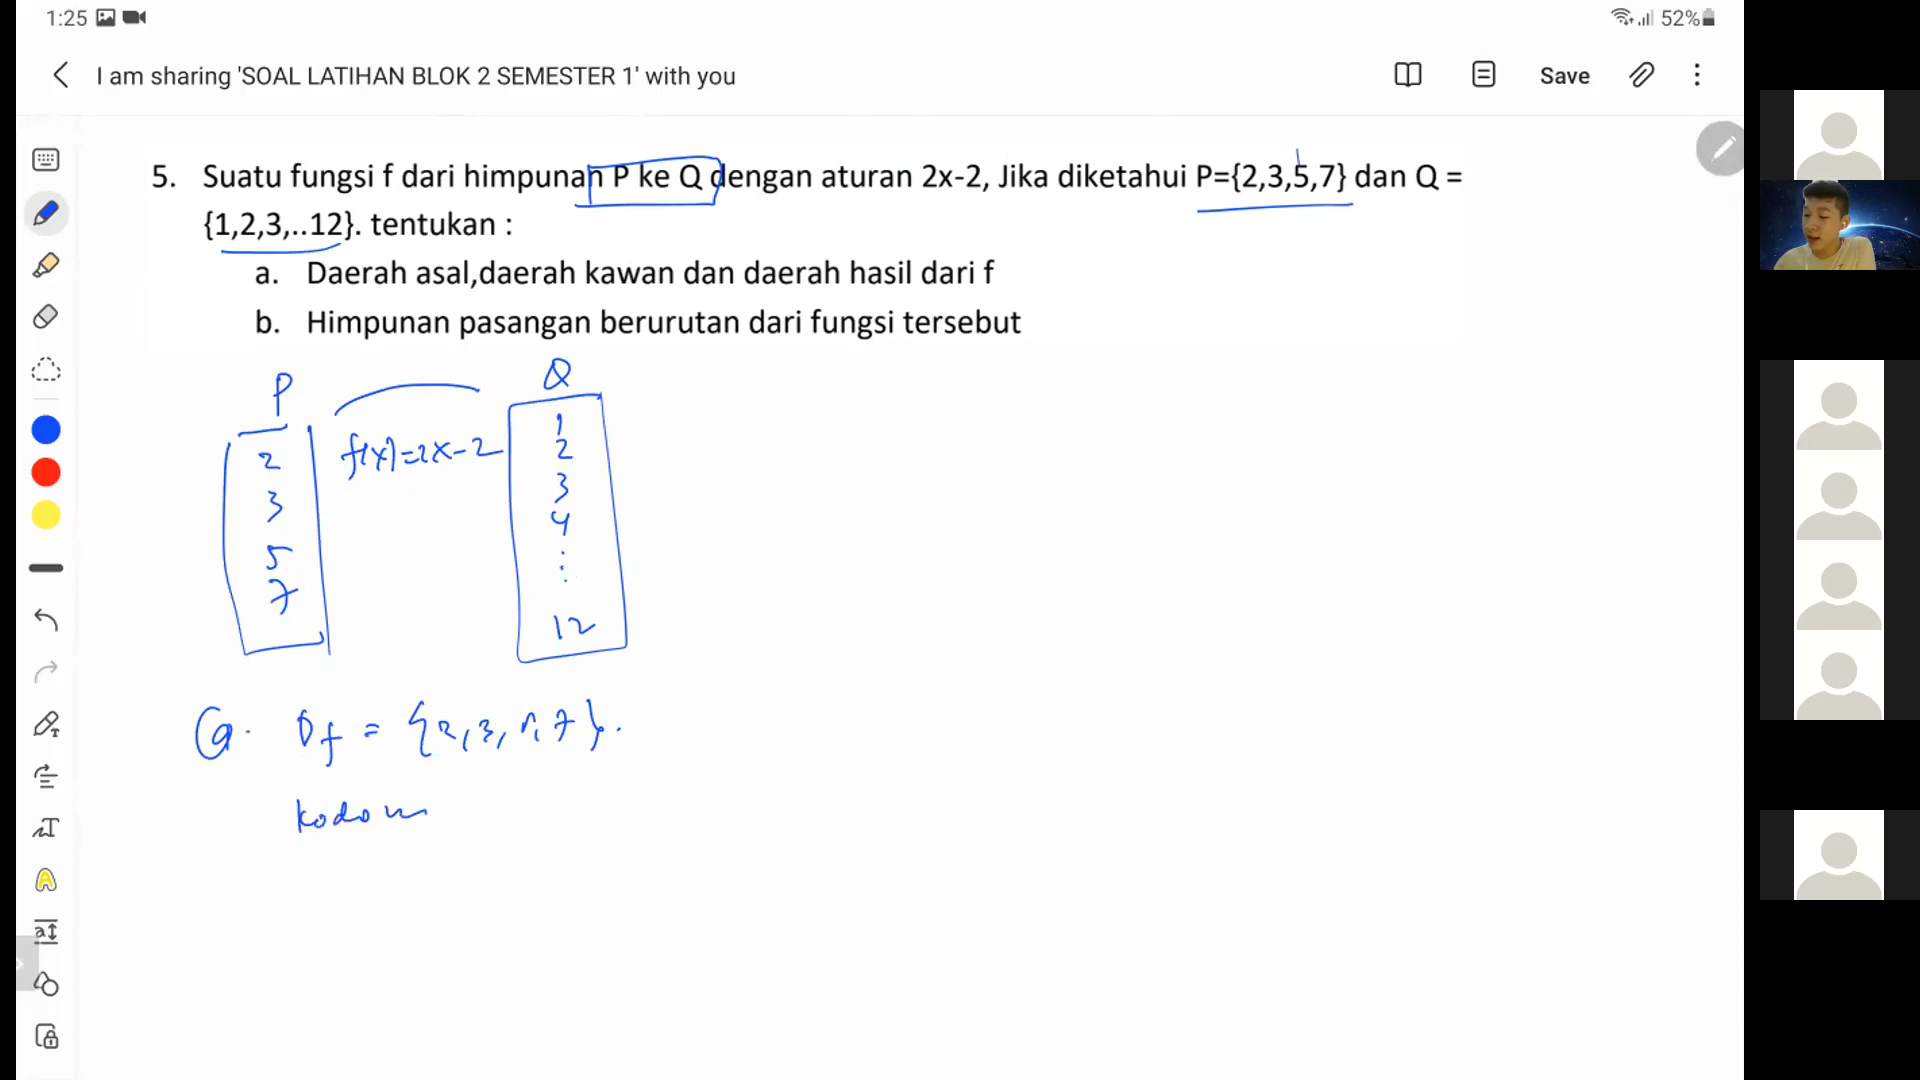 1:25
52%
I am sharing 'SOAL LATIHAN BLOK 2 SEMESTER 1' with you
Save
5. Suatu fungsi f dari himpunan P ke Q dengan aturan 2x-2, Jika diketahui P={2,3,5,7} dan Q =
{1,2,3,..12}. tentukan :
a. Daerah asal,daerah kawan dan daerah hasil dari f
b. Himpunan pasangan berurutan dari fungsi tersebut
P
Q
f(x)=2x-2
2
3
5
7
1
2
3
4
⋮
12
a. Df = {2,3,5,7}.
kodom